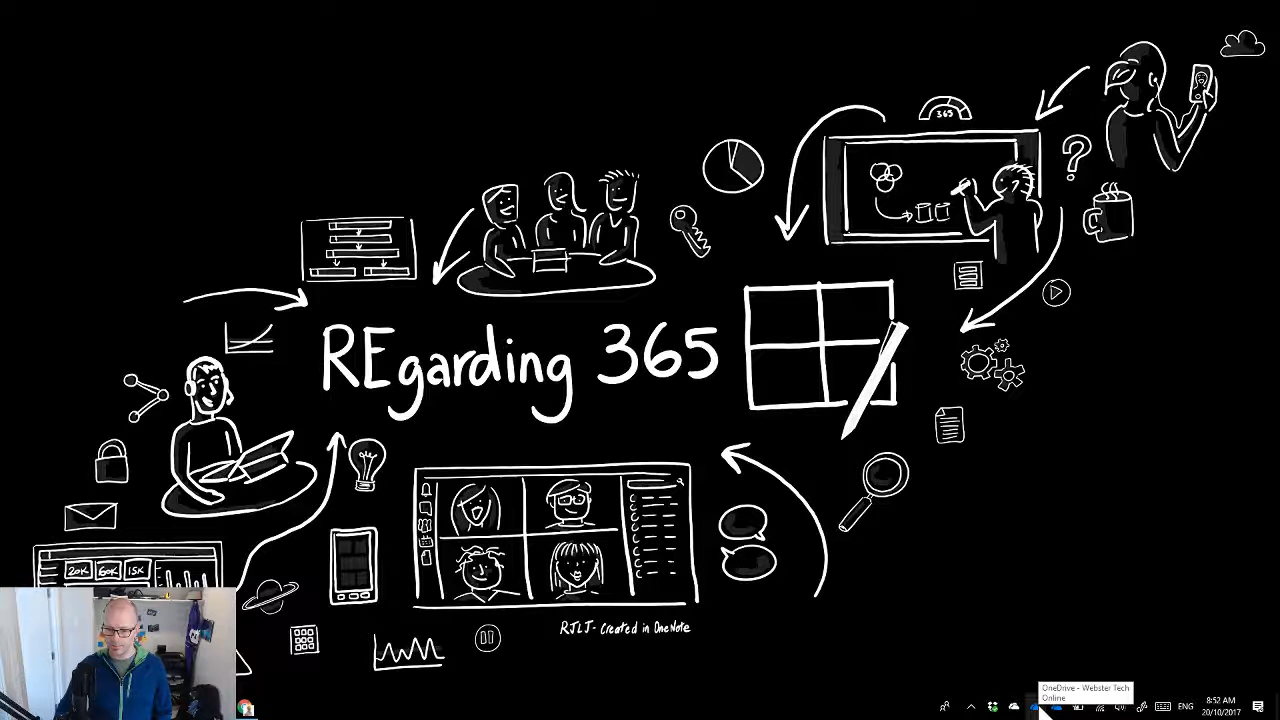 365
?
REgarding 365
20K 60K 15K
RJLJ - Created in OneNote
OneDrive - Webster Tech
Online
ENG
8:52 AM
20/10/2017